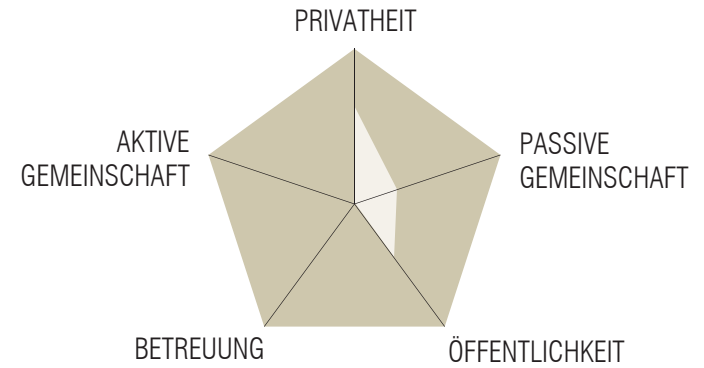 PRIVATHEIT
AKTIVE
GEMEINSCHAFT
PASSIVE
GEMEINSCHAFT
BETREUUNG
ÖFFENTLICHKEIT